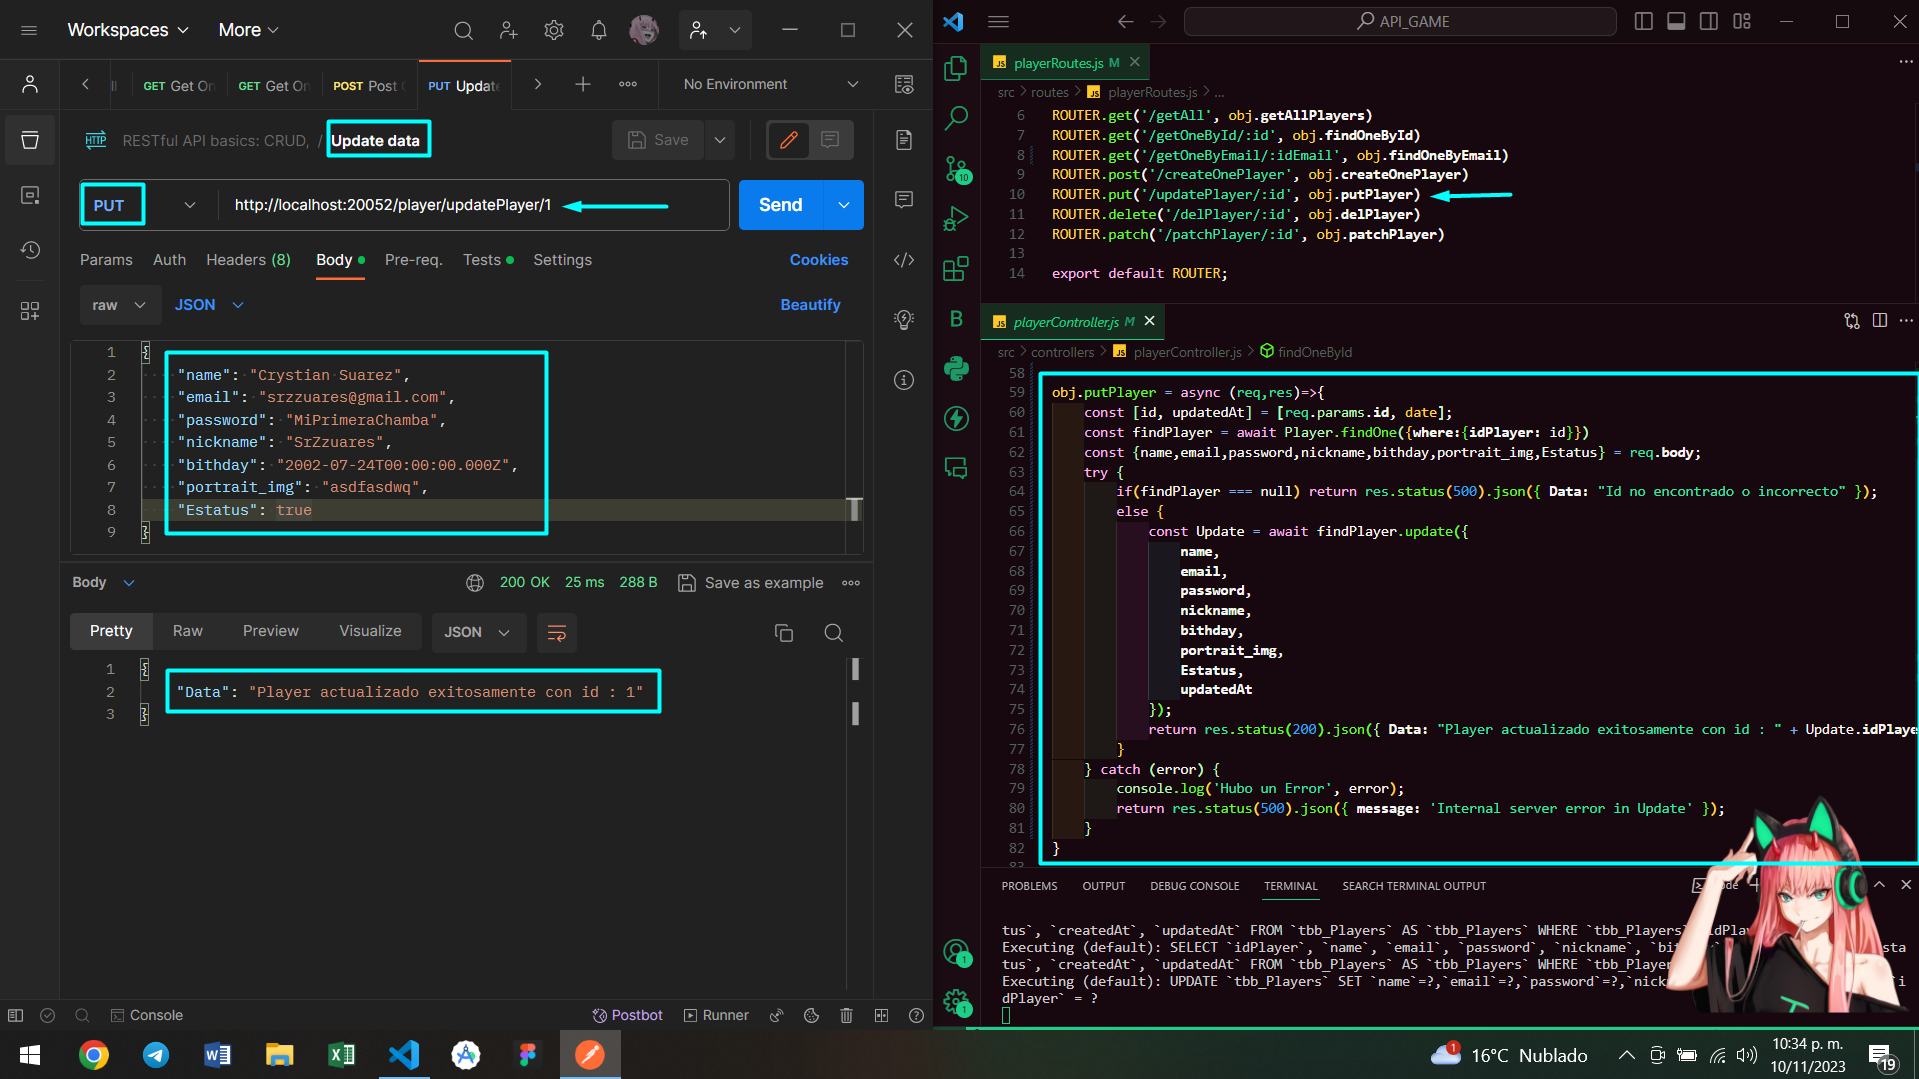 Workspaces
More
GET Get On
GET Get On
POST Post
PUT Update
No Environment
HTTP RESTful API basics: CRUD, / Update data
Save
PUT
http://localhost:20052/player/updatePlayer/1
Send
Params Auth Headers (8) Body Pre-req. Tests Settings
Cookies
raw
JSON
Beautify
1 {
2 "name": "Crystian Suarez",
3 "email": "srzzuares@gmail.com",
4 "password": "MiPrimeraChamba",
5 "nickname": "SrZzuares",
6 "bithday": "2002-07-24T00:00:00.000Z",
7 "portrait_img": "asdfasdwq",
8 "Estatus": true
9 }
Body
200 OK 25 ms 288 B
Save as example
Pretty Raw Preview Visualize
JSON
1 {
2 "Data": "Player actualizado exitosamente con id : 1"
3 }
Console
Postbot
Runner
API_GAME
JS playerRoutes.js M
src > routes > JS playerRoutes.js > ...
6 ROUTER.get('/getAll', obj.getAllPlayers)
7 ROUTER.get('/getOneById/:id', obj.findOneById)
8 ROUTER.get('/getOneByEmail/:idEmail', obj.findOneByEmail)
9 ROUTER.post('/createOnePlayer', obj.createOnePlayer)
10 ROUTER.put('/updatePlayer/:id', obj.putPlayer)
11 ROUTER.delete('/delPlayer/:id', obj.delPlayer)
12 ROUTER.patch('/patchPlayer/:id', obj.patchPlayer)
13
14 export default ROUTER;
10
B
JS playerController.js M
src > controllers > JS playerController.js > findOneById
58
59 obj.putPlayer = async (req,res)=>{
60 const [id, updatedAt] = [req.params.id, date];
61 const findPlayer = await Player.findOne({where:{idPlayer: id}})
62 const {name,email,password,nickname,bithday,portrait_img,Estatus} = req.body;
63 try {
64 if(findPlayer === null) return res.status(500).json({ Data: "Id no encontrado o incorrecto" });
65 else {
66 const Update = await findPlayer.update({
67 name,
68 email,
69 password,
70 nickname,
71 bithday,
72 portrait_img,
73 Estatus,
74 updatedAt
75 });
76 return res.status(200).json({ Data: "Player actualizado exitosamente con id : " + Update.idPlaye
77 }
78 } catch (error) {
79 console.log('Hubo un Error', error);
80 return res.status(500).json({ message: 'Internal server error in Update' });
81 }
82 }
83
PROBLEMS OUTPUT DEBUG CONSOLE TERMINAL SEARCH TERMINAL OUTPUT
tus`, `createdAt`, `updatedAt` FROM `tbb_Players` AS `tbb_Players` WHERE `tbb_Players`
Executing (default): SELECT `idPlayer`, `name`, `email`, `password`, `nickname`, sta
tus`, `createdAt`, `updatedAt` FROM `tbb_Players` AS `tbb_Players` WHERE `tbb_Player
Executing (default): UPDATE `tbb_Players` SET `name`=?,`email`=?,`password`=?,`nick `i
dPlayer` = ?
1
1
1
16°C Nublado
10:34 p. m.
10/11/2023
19